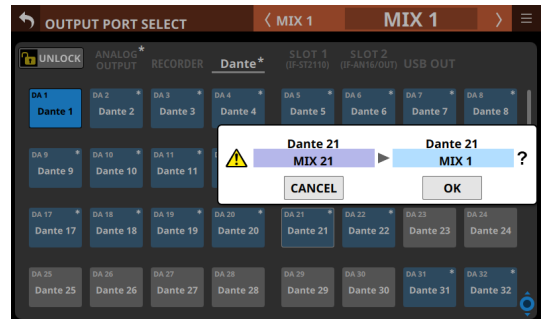 OUTPUT PORT SELECT
MIX 1
MIX 1
UNLOCK
ANALOG OUTPUT *
RECORDER
Dante *
SLOT 1 (IF-ST2110)
SLOT 2 (IF-AN16/OUT)
USB OUT
DA 1
Dante 1
DA 2 *
Dante 2
DA 3 *
Dante 3
DA 4 *
Dante 4
DA 5 *
Dante 5
DA 6 *
Dante 6
DA 7 *
Dante 7
DA 8 *
Dante 8
DA 9 *
Dante 9
DA 10 *
Dante 10
DA 11 *
Dante 11
Dante 21
MIX 21
Dante 21
MIX 1
?
CANCEL
OK
DA 17 *
Dante 17
DA 18 *
Dante 18
DA 19 *
Dante 19
DA 20 *
Dante 20
DA 21 *
Dante 21
DA 22 *
Dante 22
DA 23
Dante 23
DA 24
Dante 24
DA 25
Dante 25
DA 26
Dante 26
DA 27
Dante 27
DA 28
Dante 28
DA 29
Dante 29
DA 30
Dante 30
DA 31 *
Dante 31
DA 32 *
Dante 32